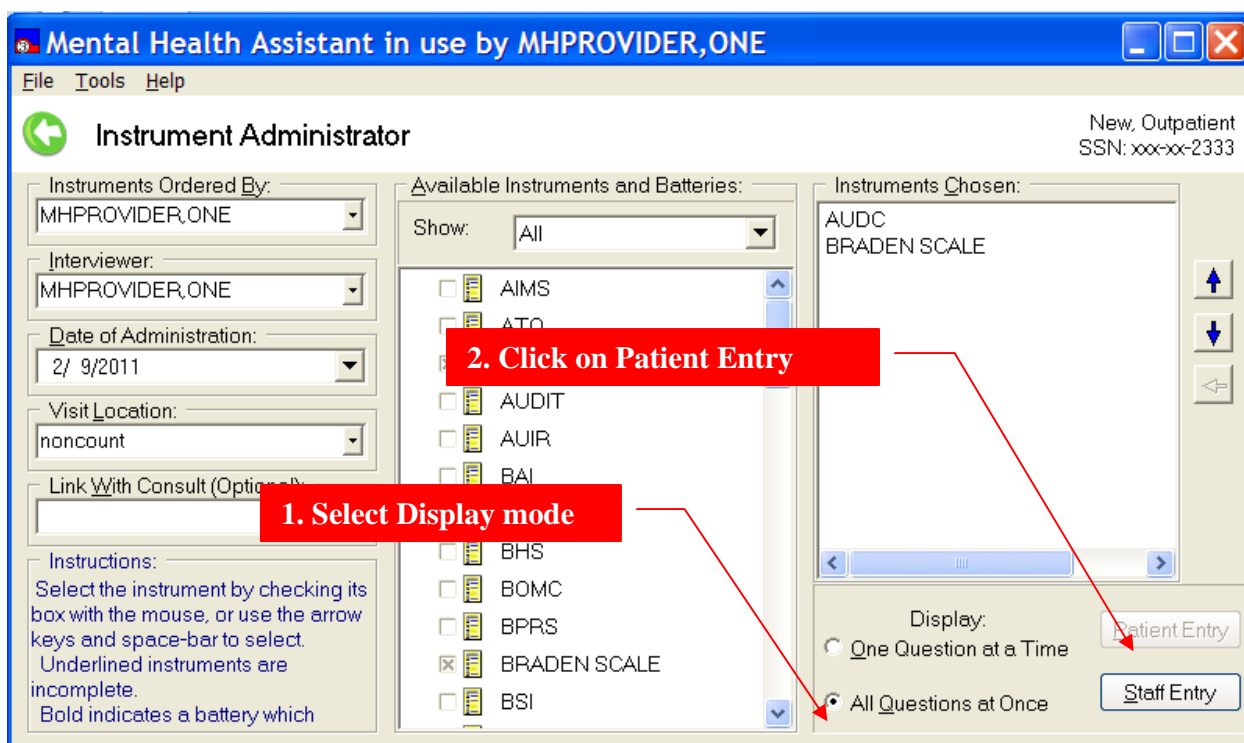 Mental Health Assistant in use by MHPROVIDER,ONE
File Tools Help
Instrument Administrator
New, Outpatient
SSN: xxx-xx-2333
Instruments Ordered By:
MHPROVIDER,ONE
Interviewer:
MHPROVIDER,ONE
Date of Administration:
2/ 9/2011
Visit Location:
noncount
Link With Consult (Optional):
Instructions:
Select the instrument by checking its
box with the mouse, or use the arrow
keys and space-bar to select.
Underlined instruments are
incomplete.
Bold indicates a battery which
Available Instruments and Batteries:
Show: All
AIMS
ATQ
AUDIT
AUIR
BAI
BHS
BOMC
BPRS
BRADEN SCALE
BSI
2. Click on Patient Entry
1. Select Display mode
Instruments Chosen:
AUDC
BRADEN SCALE
Display:
One Question at a Time
All Questions at Once
Patient Entry
Staff Entry